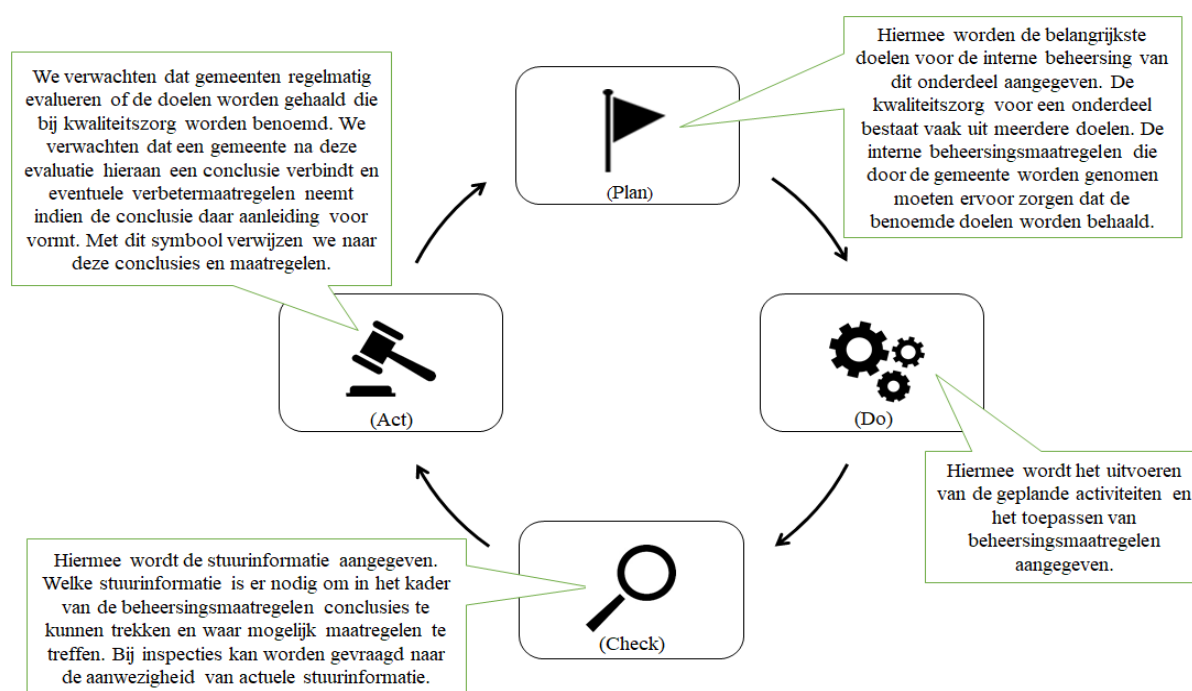 We verwachten dat gemeenten regelmatig
evalueren of de doelen worden gehaald die
bij kwaliteitszorg worden benoemd. We
verwachten dat een gemeente na deze
evaluatie hieraan een conclusie verbindt en
eventuele verbetermaatregelen neemt
indien de conclusie daar aanleiding voor
vormt. Met dit symbool verwijzen we naar
deze conclusies en maatregelen.
(Plan)
Hiermee worden de belangrijkste
doelen voor de interne beheersing van
dit onderdeel aangegeven. De
kwaliteitszorg voor een onderdeel
bestaat vaak uit meerdere doelen. De
interne beheersingsmaatregelen die
door de gemeente worden genomen
moeten ervoor zorgen dat de
benoemde doelen worden behaald.
(Act)
(Do)
Hiermee wordt het uitvoeren
van de geplande activiteiten en
het toepassen van
beheersingsmaatregelen
aangegeven.
Hiermee wordt de stuurinformatie aangegeven.
Welke stuurinformatie is er nodig om in het kader
van de beheersingsmaatregelen conclusies te
kunnen trekken en waar mogelijk maatregelen te
treffen. Bij inspecties kan worden gevraagd naar
de aanwezigheid van actuele stuurinformatie.
(Check)